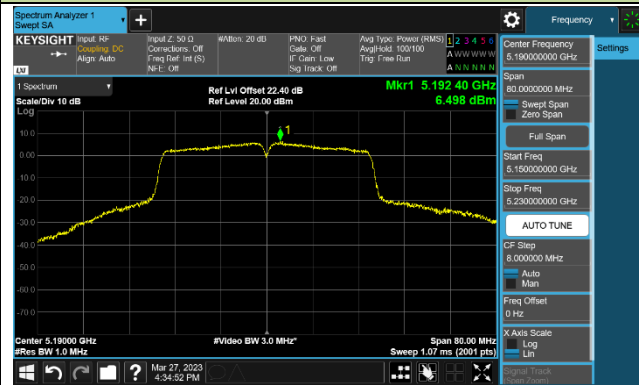 Spectrum Analyzer 1
Swept SA
+
Frequency
KEYSIGHT
LXI
Input: RF
Coupling: DC
Align: Auto
Input Z: 50 Ω
Corrections: Off
Freq Ref: Int (S)
NFE: Off
#Atten: 20 dB
PNO: Fast
Gate: Off
IF Gain: Low
Sig Track: Off
Avg Type: Power (RMS)
Avg|Hold: 100/100
Trig: Free Run
1 2 3 4 5 6
A W W W W W
A N N N N N
1 Spectrum
Scale/Div 10 dB
Ref Lvl Offset 22.40 dB
Ref Level 20.00 dBm
Mkr1 5.192 40 GHz
6.498 dBm
Log
10.0
0.00
-10.0
-20.0
-30.0
-40.0
-50.0
-60.0
-70.0
1
Center 5.19000 GHz
#Res BW 1.0 MHz
#Video BW 3.0 MHz*
Span 80.00 MHz
Sweep 1.07 ms (2001 pts)
Mar 27, 2023
4:34:52 PM
?
Center Frequency
5.190000000 GHz
Span
80.0000000 MHz
Swept Span
Zero Span
Full Span
Start Freq
5.150000000 GHz
Stop Freq
5.230000000 GHz
AUTO TUNE
CF Step
8.000000 MHz
Auto
Man
Freq Offset
0 Hz
X Axis Scale
Log
Lin
Signal Track
(Span Zoom)
Settings